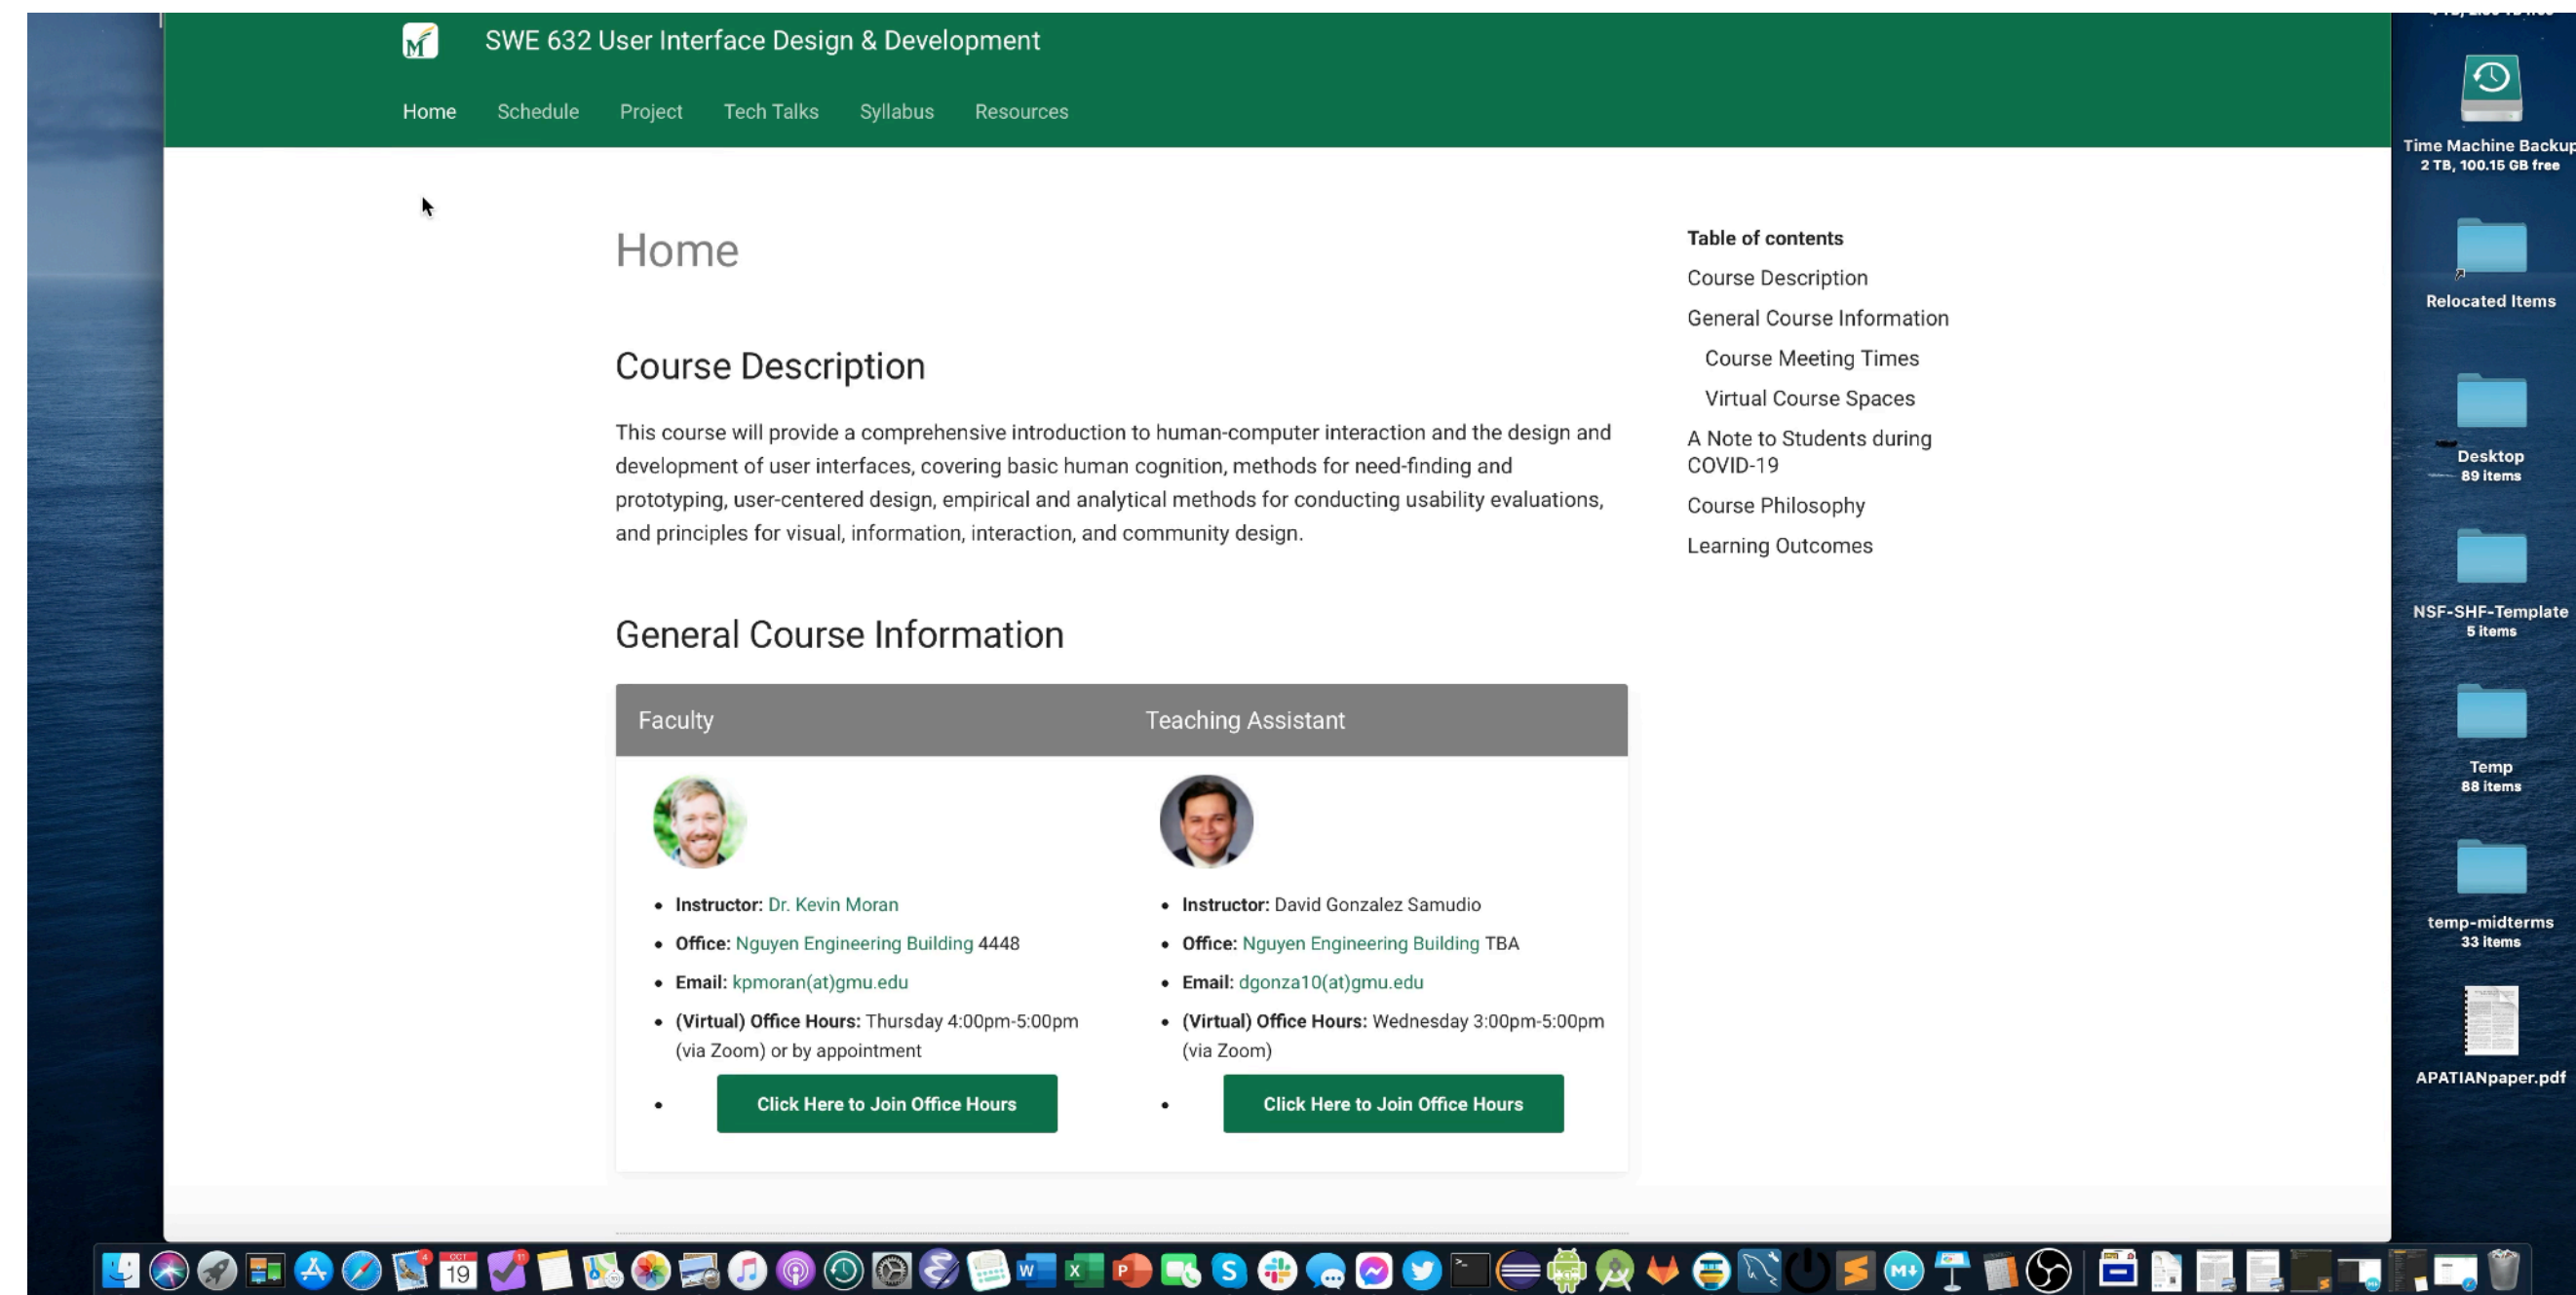 SWE 632 User Interface Design & Development
Home Schedule Project Tech Talks Syllabus Resources
Home
Course Description
This course will provide a comprehensive introduction to human-computer interaction and the design and
development of user interfaces, covering basic human cognition, methods for need-finding and
prototyping, user-centered design, empirical and analytical methods for conducting usability evaluations,
and principles for visual, information, interaction, and community design.
General Course Information
Faculty
Teaching Assistant
• Instructor: Dr. Kevin Moran
• Office: Nguyen Engineering Building 4448
• Email: kpmoran(at)gmu.edu
• (Virtual) Office Hours: Thursday 4:00pm-5:00pm
(via Zoom) or by appointment
• Click Here to Join Office Hours
• Instructor: David Gonzalez Samudio
• Office: Nguyen Engineering Building TBA
• Email: dgonza10(at)gmu.edu
• (Virtual) Office Hours: Wednesday 3:00pm-5:00pm
(via Zoom)
• Click Here to Join Office Hours
Table of contents
Course Description
General Course Information
Course Meeting Times
Virtual Course Spaces
A Note to Students during
COVID-19
Course Philosophy
Learning Outcomes
Time Machine Backup
2 TB, 100.15 GB free
Relocated Items
Desktop
89 items
NSF-SHF-Template
5 items
Temp
88 items
temp-midterms
33 items
APATIANpaper.pdf
4
OCT
19
11